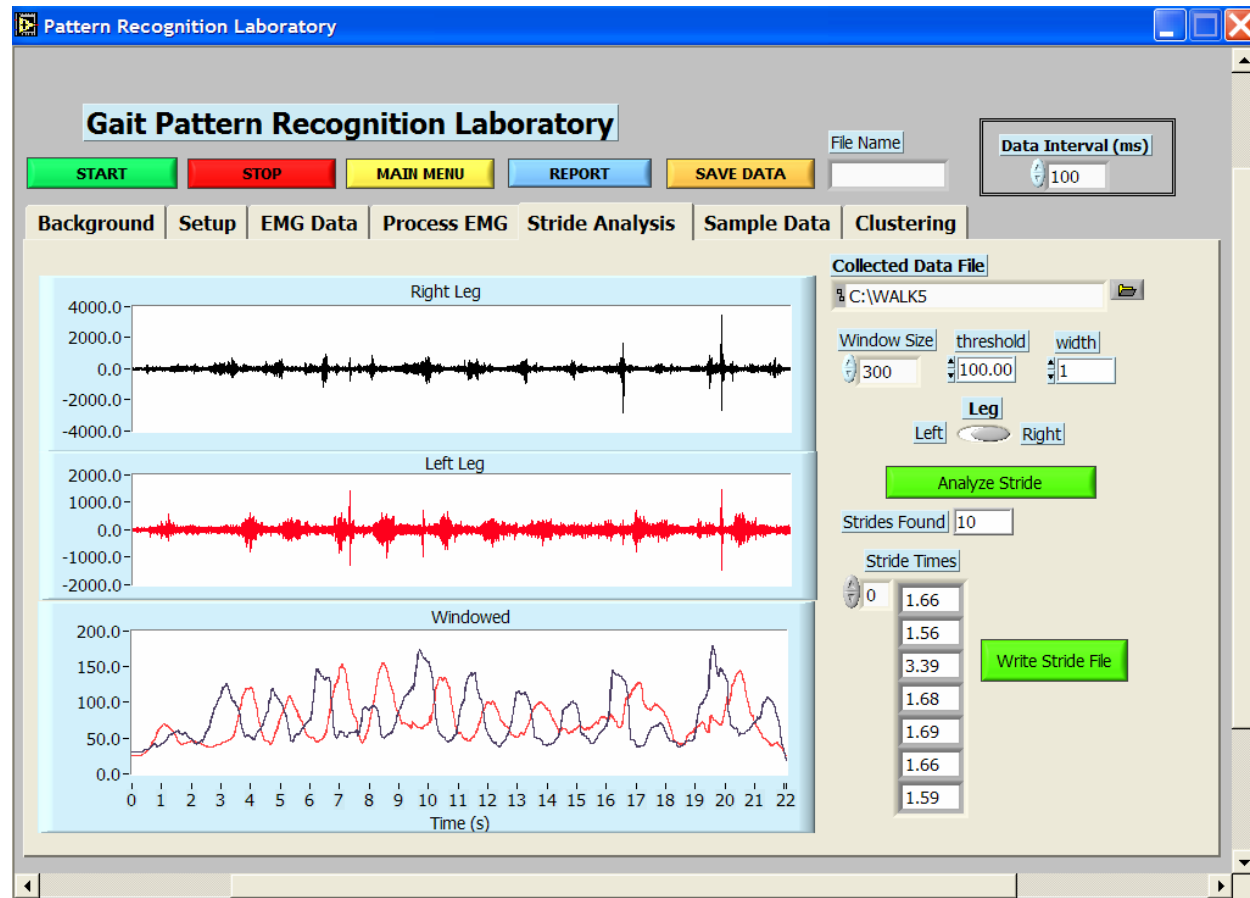 Pattern Recognition Laboratory
Gait Pattern Recognition Laboratory
START STOP MAIN MENU REPORT SAVE DATA
File Name
Data Interval (ms)
100
Background Setup EMG Data Process EMG Stride Analysis Sample Data Clustering
Right Leg
4000.0
2000.0
0.0
-2000.0
-4000.0
Left Leg
2000.0
1000.0
0.0
-1000.0
-2000.0
Windowed
200.0
150.0
100.0
50.0
0.0
0 1 2 3 4 5 6 7 8 9 10 11 12 13 14 15 16 17 18 19 20 21 22
Time (s)
Collected Data File
C:\WALK5
Window Size threshold width
300 100.00 1
Leg
Left Right
Analyze Stride
Strides Found 10
Stride Times
0
1.66
1.56
3.39
1.68
1.69
1.66
1.59
Write Stride File